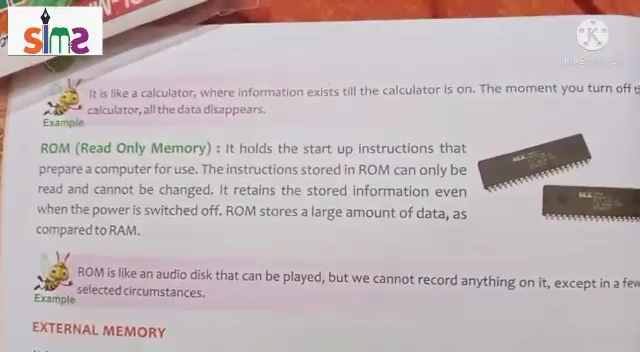 sims
K
It is like a calculator, where information exists till the calculator is on. The moment you turn off
calculator, all the data disappears.
Example
ROM (Read Only Memory) : It holds the start up instructions that
prepare a computer for use. The instructions stored in ROM can only be
read and cannot be changed. It retains the stored information even
when the power is switched off. ROM stores a large amount of data, as
compared to RAM.
ROM is like an audio disk that can be played, but we cannot record anything on it, except in a few
selected circumstances.
Example
EXTERNAL MEMORY